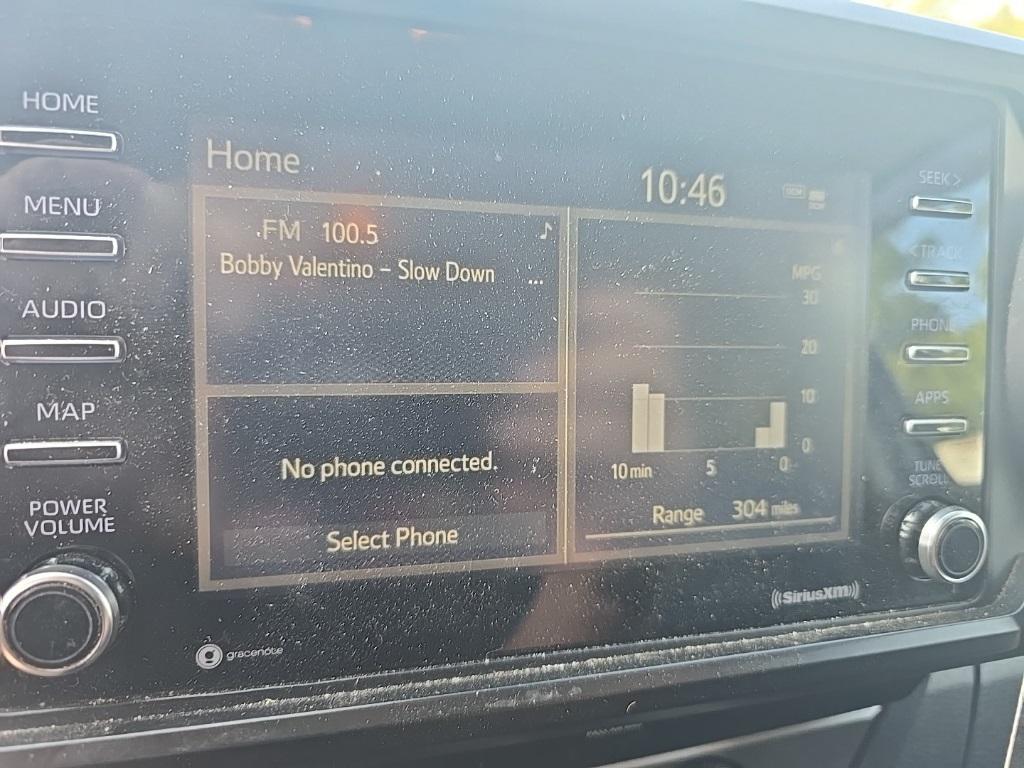 HOME
MENU
AUDIO
MAP
POWER
VOLUME
Home
10:46
FM 100.5
Bobby Valentino – Slow Down
...
No phone connected.
Select Phone
MPG
30
20
10
0
10 min 5 0
Range 304 miles
SEEK >
< TRACK
PHONE
APPS
TUNE
SCROLL
gracenote
SiriusXM